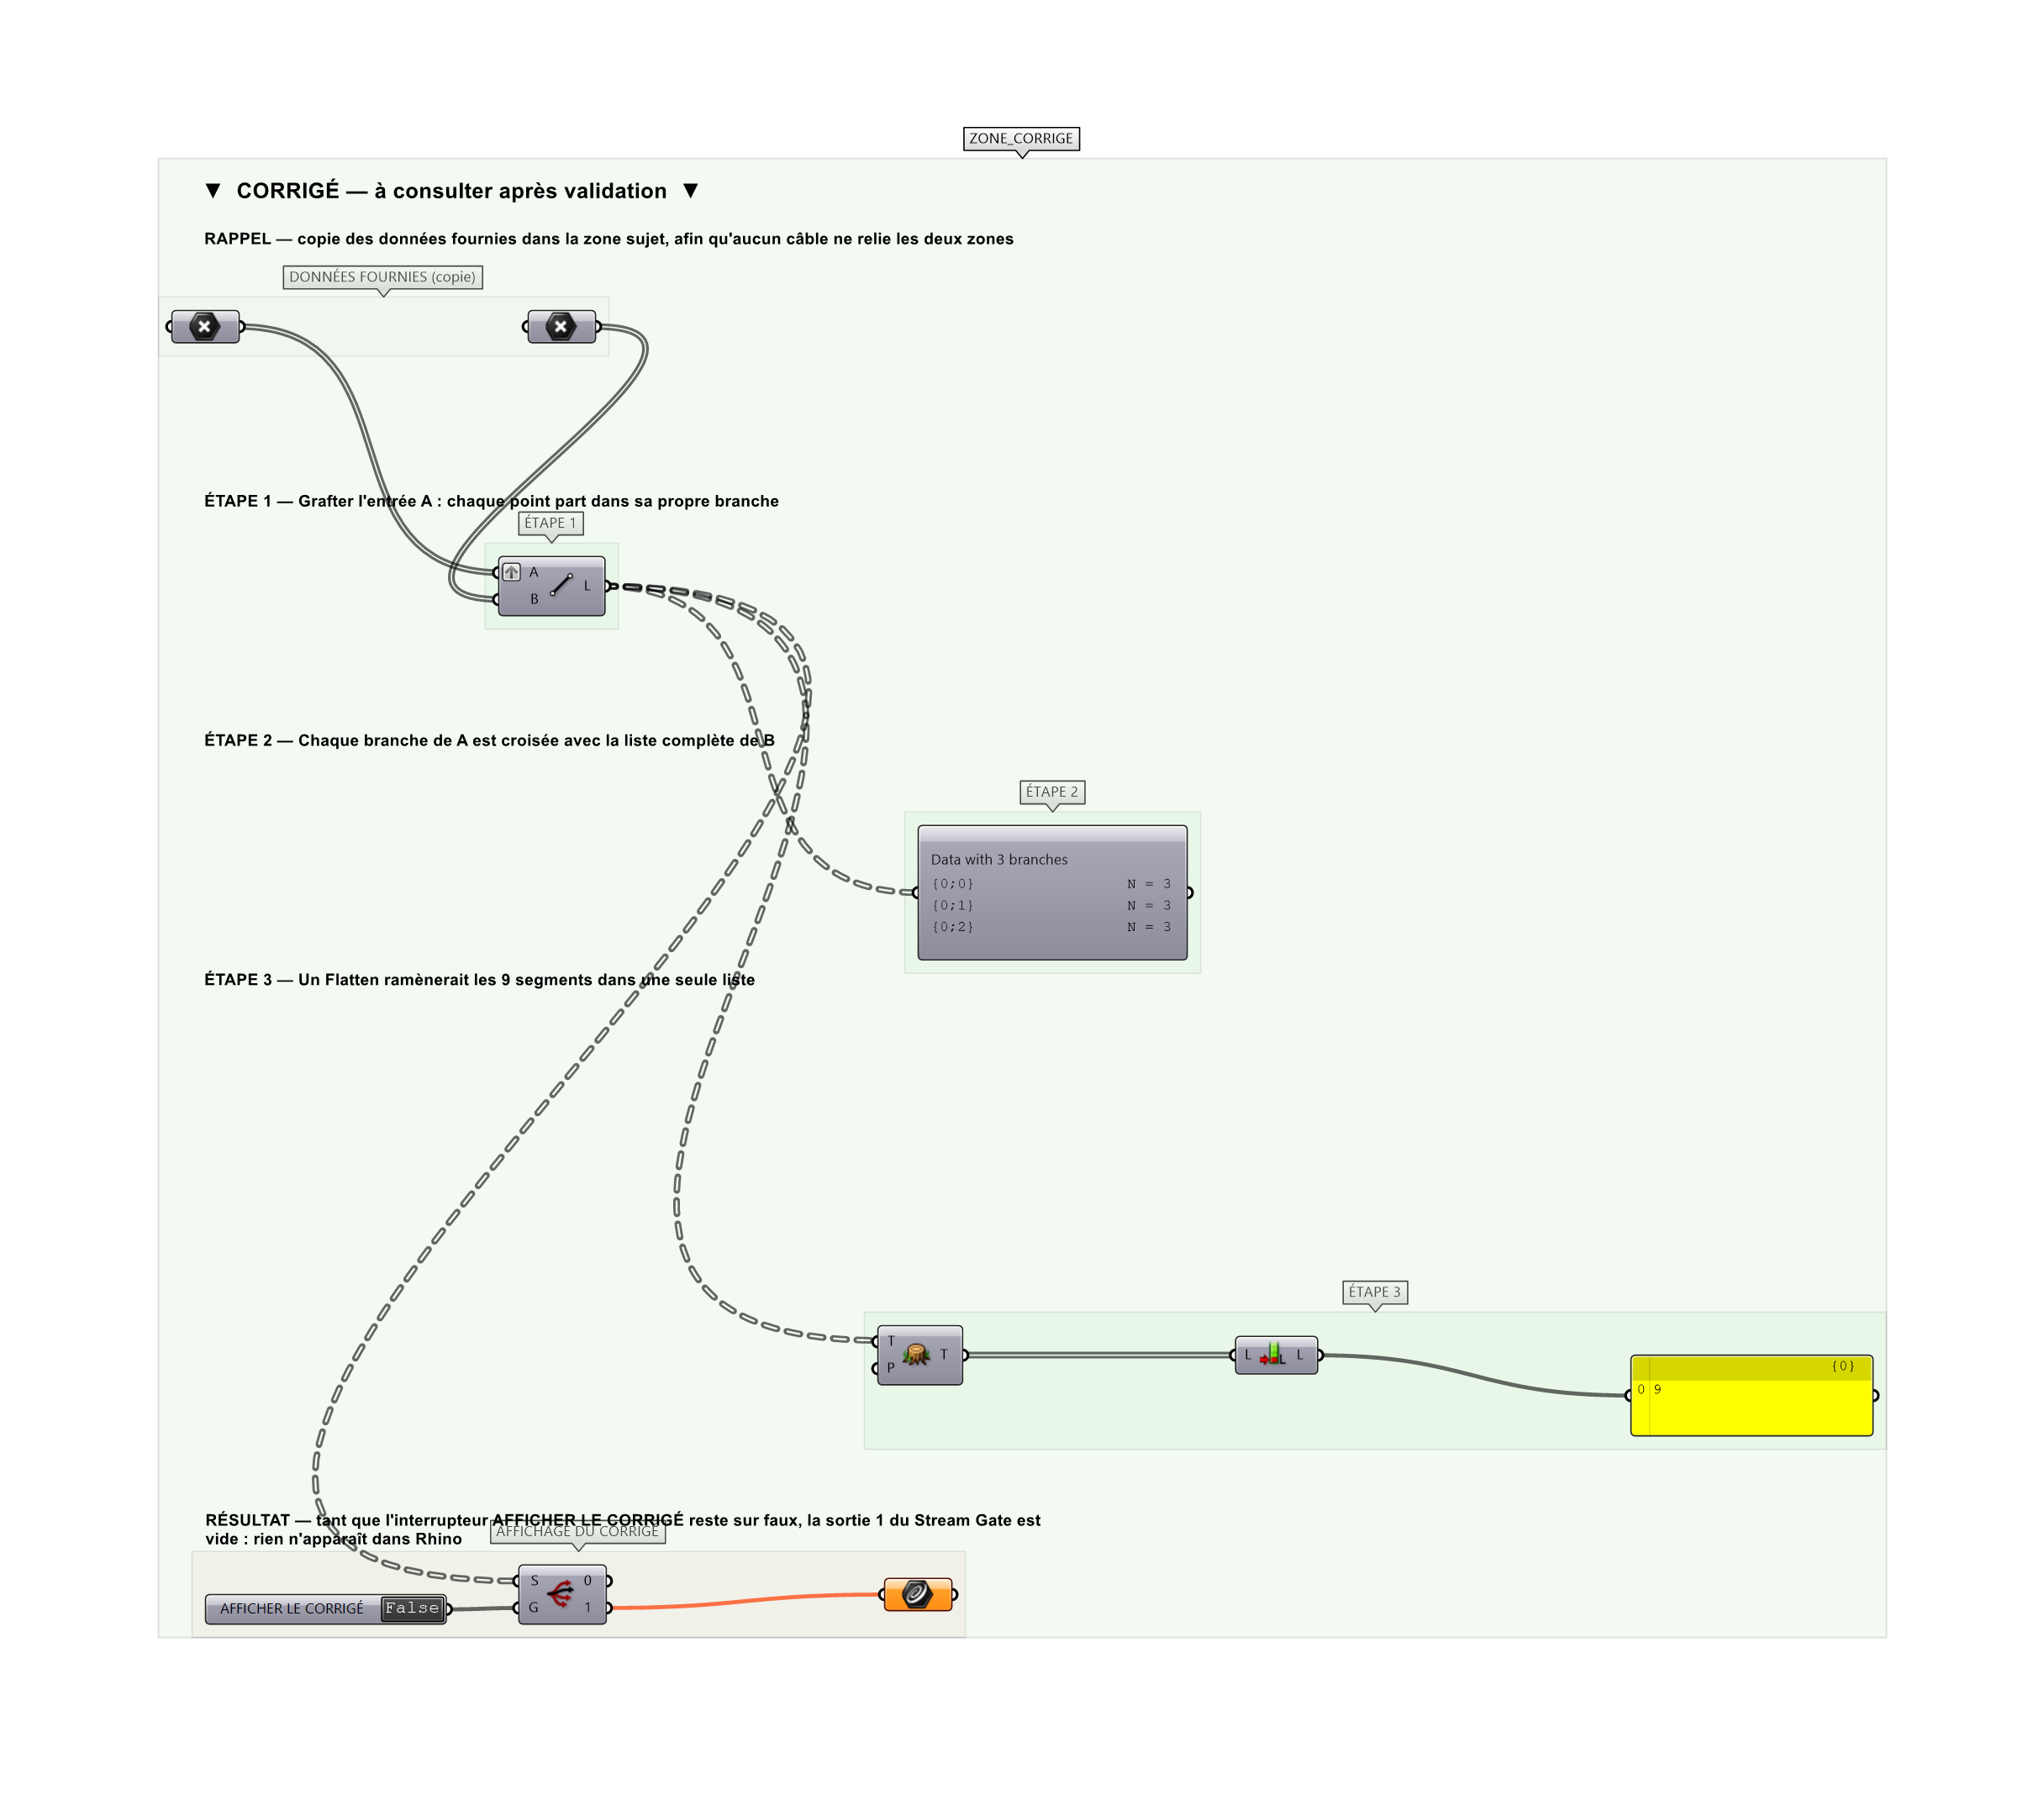 ZONE_CORRIGE
▼ CORRIGÉ — à consulter après validation ▼
RAPPEL — copie des données fournies dans la zone sujet, afin qu'aucun câble ne relie les deux zones
DONNÉES FOURNIES (copie)
ÉTAPE 1 — Grafter l'entrée A : chaque point part dans sa propre branche
ÉTAPE 1
A
B
L
ÉTAPE 2 — Chaque branche de A est croisée avec la liste complète de B
ÉTAPE 2
Data with 3 branches
{0;0} N = 3
{0;1} N = 3
{0;2} N = 3
ÉTAPE 3 — Un Flatten ramènerait les 9 segments dans une seule liste
ÉTAPE 3
T
P
T
L L
{0}
0 9
RÉSULTAT — tant que l'interrupteur AFFICHER LE CORRIGÉ reste sur faux, la sortie 1 du Stream Gate est
vide : rien n'apparaît dans Rhino
AFFICHAGE DU CORRIGÉ
AFFICHER LE CORRIGÉ False
S 0
G 1